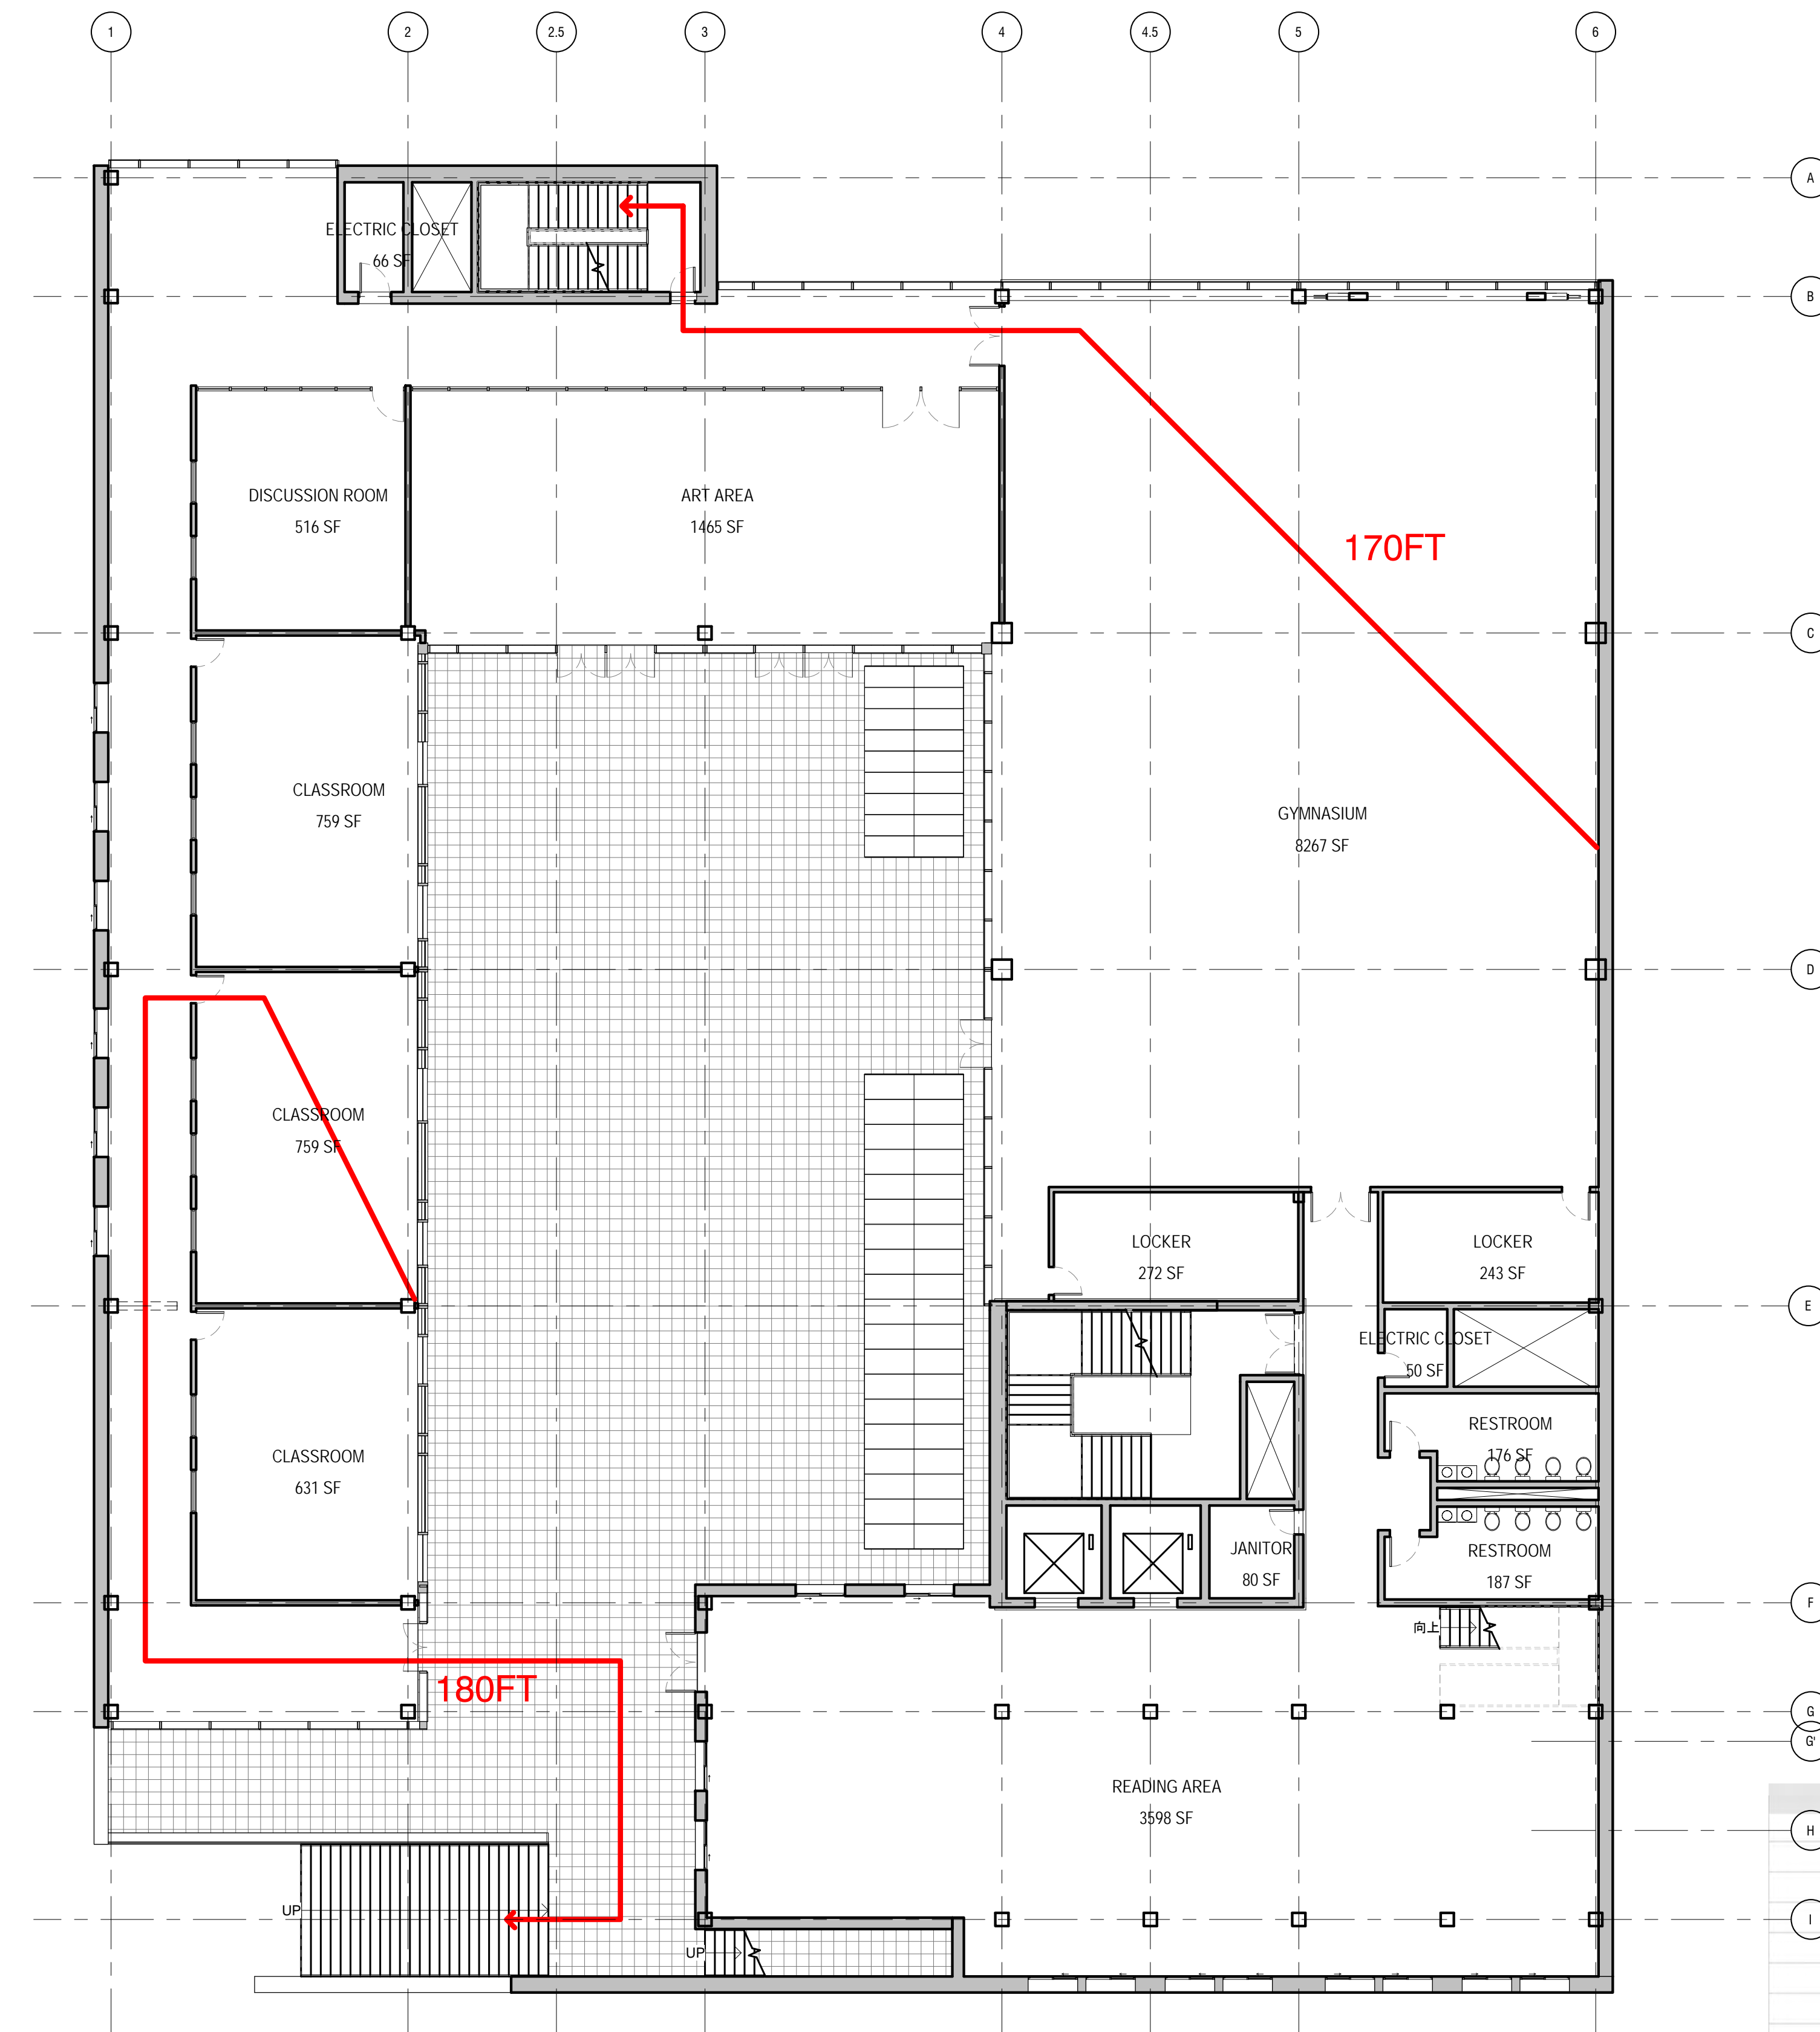 1
2
2.5
3
4
4.5
5
6
A
ELECTRIC CLOSET
66 SF
B
DISCUSSION ROOM
516 SF
ART AREA
1465 SF
170FT
C
CLASSROOM
759 SF
GYMNASIUM
8267 SF
D
CLASSROOM
759 SF
LOCKER
272 SF
LOCKER
243 SF
E
ELECTRIC CLOSET
50 SF
RESTROOM
176 SF
CLASSROOM
631 SF
JANITOR
80 SF
RESTROOM
187 SF
F
向上
180FT
G
G'
READING AREA
3598 SF
H
UP
I
UP